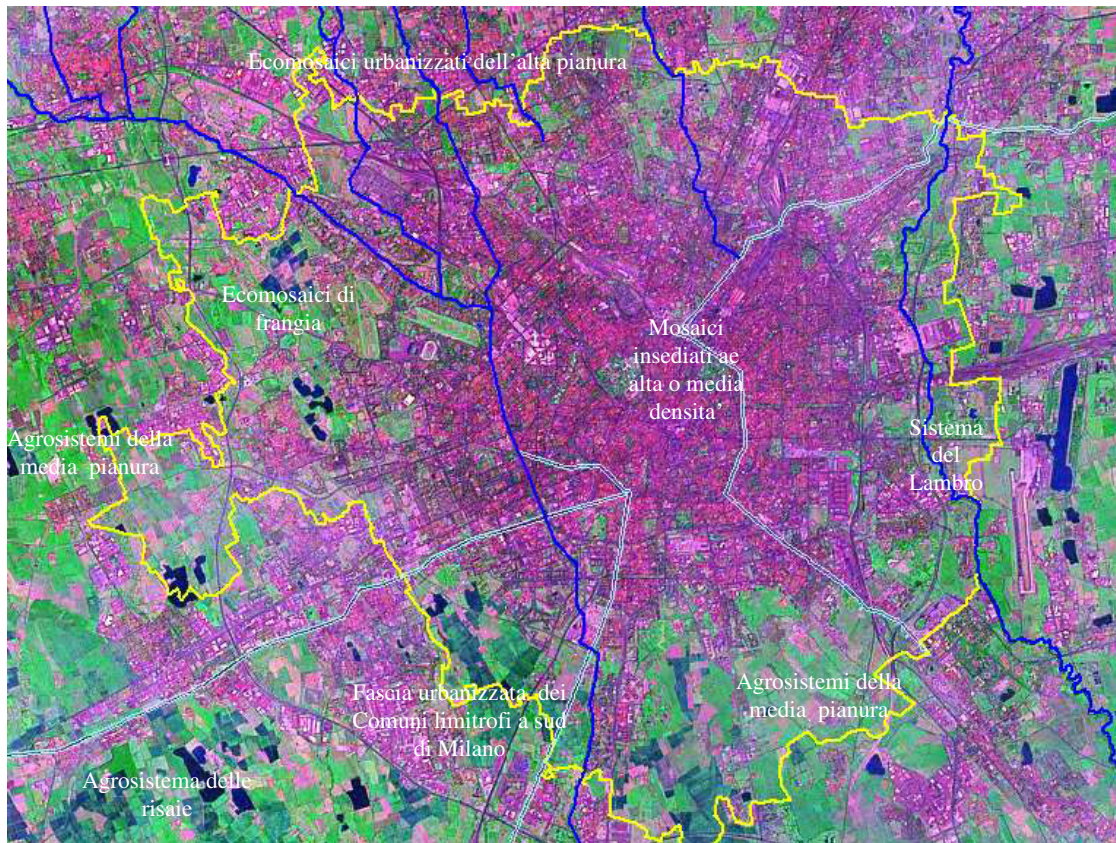 Ecomosaici urbanizzati dell'alta pianura
Ecomosaici di
frangia
Mosaici
insediati ae
alta o media
densita'
Agrosistemi della
media pianura
Sistema
del
Lambro
Fascia urbanizzata dei
Comuni limitrofi a sud
di Milano
Agrosistemi della
media pianura
Agrosistema delle
risaie